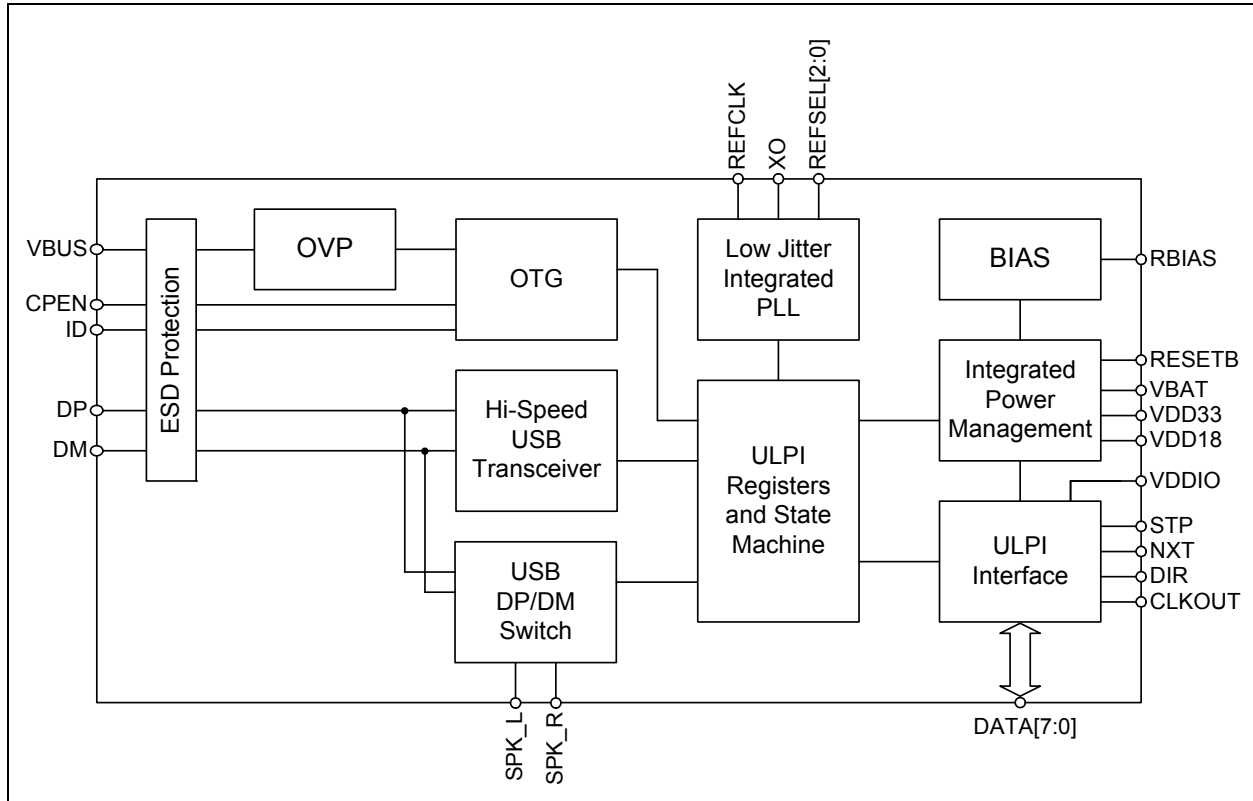 REFCLK
XO
REFSEL[2:0]
VBUS
CPEN
ID
DP
DM
ESD Protection
OVP
OTG
Hi-Speed
USB
Transceiver
USB
DP/DM
Switch
SPK_L
SPK_R
Low Jitter
Integrated
PLL
ULPI
Registers
and State
Machine
BIAS
Integrated
Power
Management
ULPI
Interface
RBIAS
RESETB
VBAT
VDD33
VDD18
VDDIO
STP
NXT
DIR
CLKOUT
DATA[7:0]